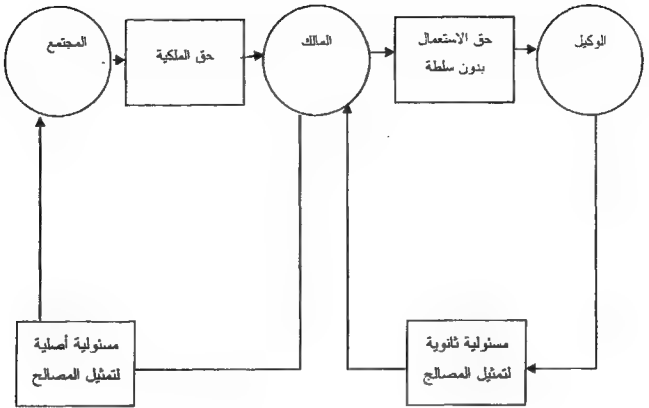 المجتمع
حق الملكية
المالك
حق الاستعمال
بدون سلطة
الوكيل
مسئولية أصلية
لتمثيل المصالح
مسئولية ثانوية
لتمثيل المصالح